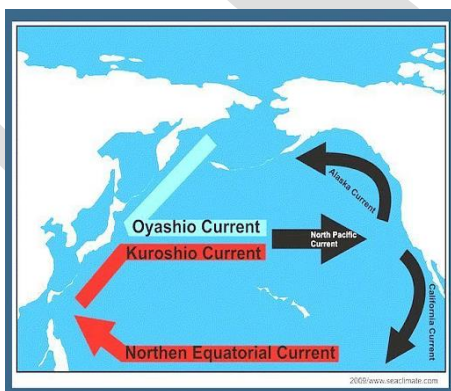 Alaska Current
Oyashio Current
North Pacific
Current
Kuroshio Current
California Current
Northen Equatorial Current
2009/www.seaclimate.com